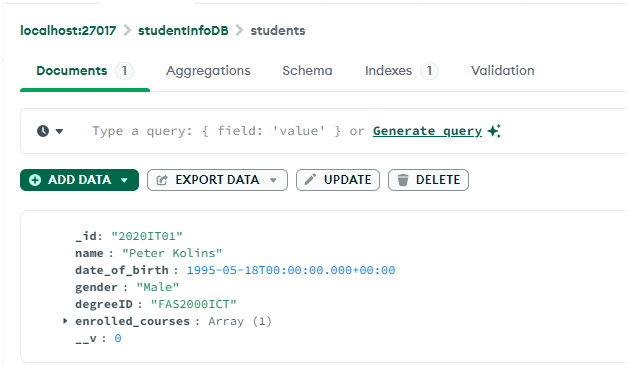 localhost:27017 > studentInfoDB > students
Documents 1 Aggregations Schema Indexes 1 Validation
Type a query: { field: 'value' } or Generate query
ADD DATA EXPORT DATA UPDATE DELETE
_id: "2020IT01"
name : "Peter Kolins"
date_of_birth : 1995-05-18T00:00:00.000+00:00
gender : "Male"
degreeID : "FAS2000ICT"
enrolled_courses : Array (1)
__v : 0